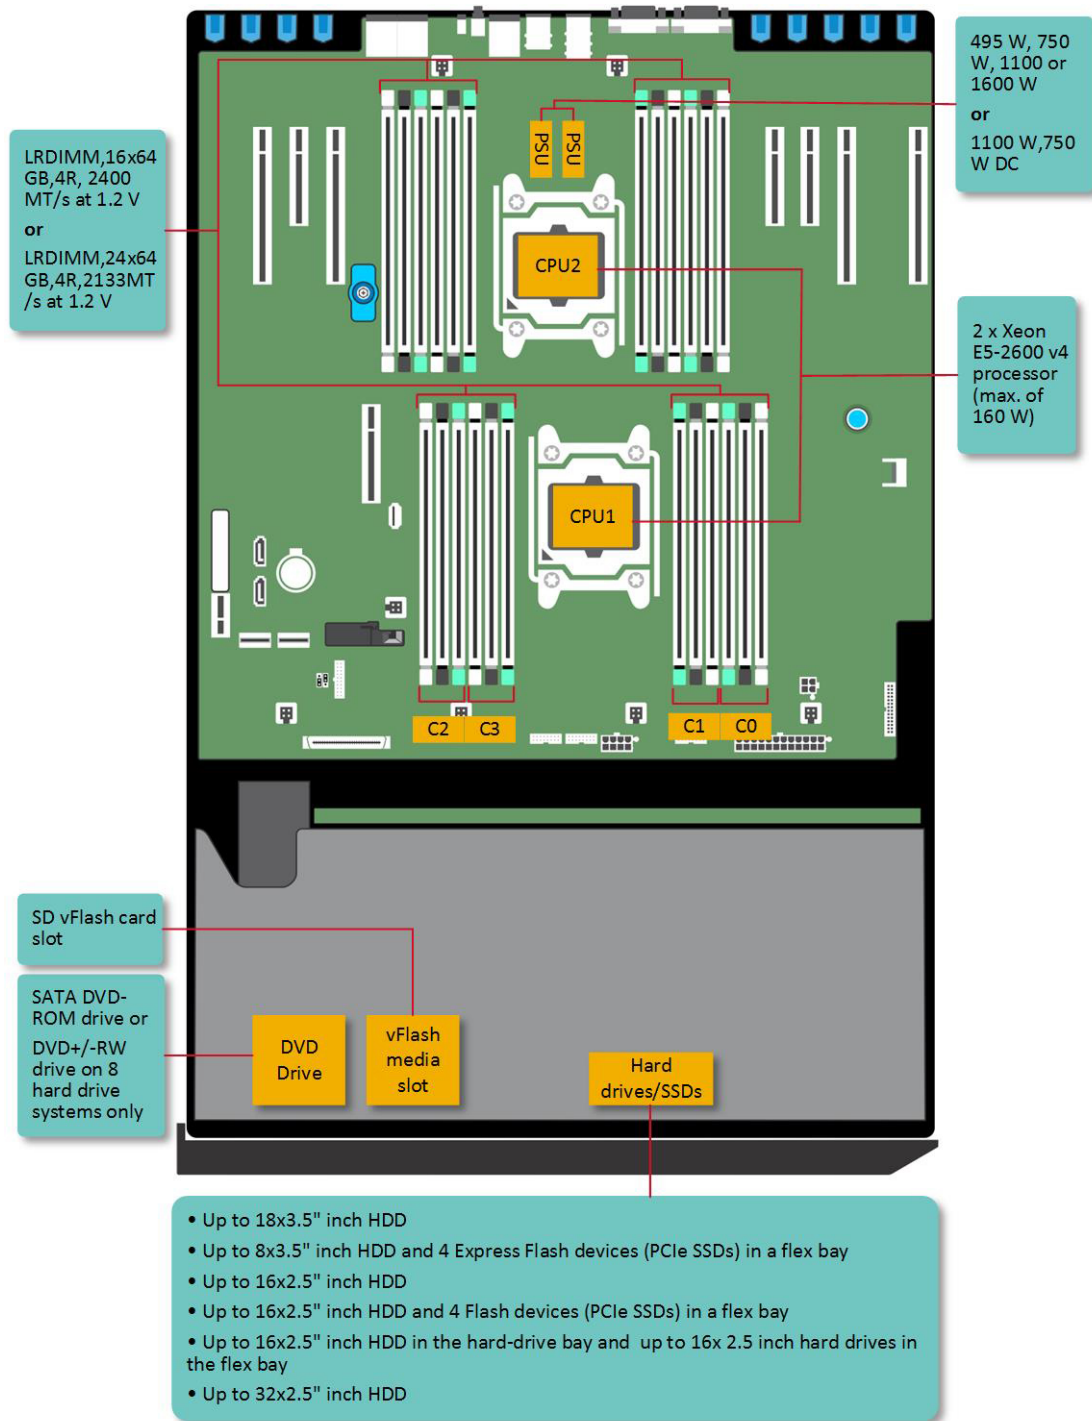 495 W, 750
W, 1100 or
1600 W
or
1100 W,750
W DC
LRDIMM,16x64
GB,4R, 2400
MT/s at 1.2 V
or
LRDIMM,24x64
GB,4R,2133MT
/s at 1.2 V
PSU
PSU
CPU2
2 x Xeon
E5-2600 v4
processor
(max. of
160 W)
CPU1
C2
C3
C1
C0
SD vFlash card
slot
SATA DVD-
ROM drive or
DVD+/-RW
drive on 8
hard drive
systems only
DVD
Drive
vFlash
media
slot
Hard
drives/SSDs
• Up to 18x3.5" inch HDD
• Up to 8x3.5" inch HDD and 4 Express Flash devices (PCIe SSDs) in a flex bay
• Up to 16x2.5" inch HDD
• Up to 16x2.5" inch HDD and 4 Flash devices (PCIe SSDs) in a flex bay
• Up to 16x2.5" inch HDD in the hard-drive bay and  up to 16x 2.5 inch hard drives in
the flex bay
• Up to 32x2.5" inch HDD